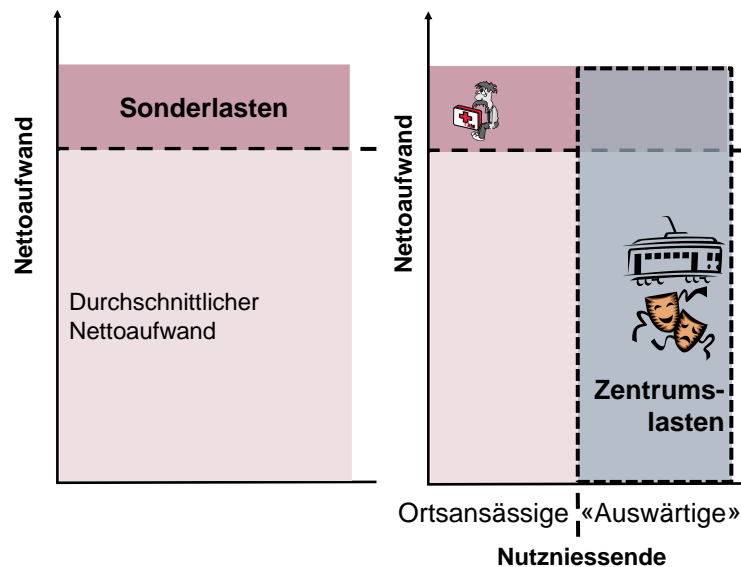 Nettoaufwand
Sonderlasten
Durchschnittlicher
Nettoaufwand
Nettoaufwand
Zentrums-
lasten
Ortsansässige «Auswärtige»
Nutzniessende